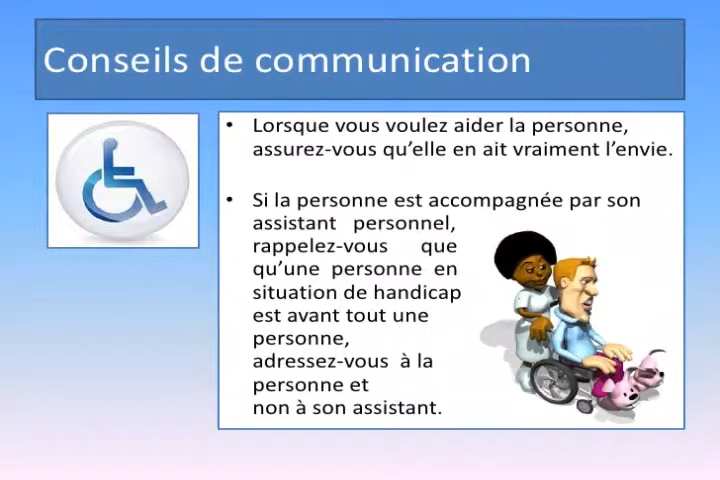 Conseils de communication
• Lorsque vous voulez aider la personne,
assurez-vous qu'elle en ait vraiment l'envie.
• Si la personne est accompagnée par son
assistant personnel,
rappelez-vous que
qu'une personne en
situation de handicap
est avant tout une
personne,
adressez-vous à la
personne et
non à son assistant.